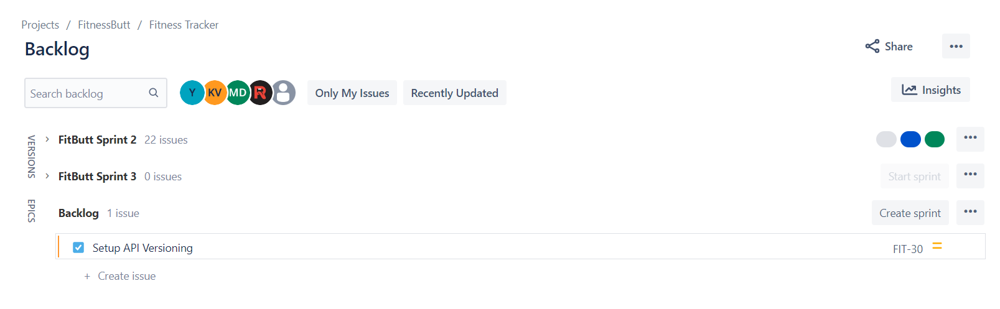 Projects / FitnessButt / Fitness Tracker
Backlog
Share
•••
Search backlog
Y KV MD R
Only My Issues
Recently Updated
Insights
VERSIONS
FitButt Sprint 2 22 issues
•••
FitButt Sprint 3 0 issues
Start sprint
•••
EPICS
Backlog 1 issue
Create sprint
•••
Setup API Versioning
FIT-30
+ Create issue